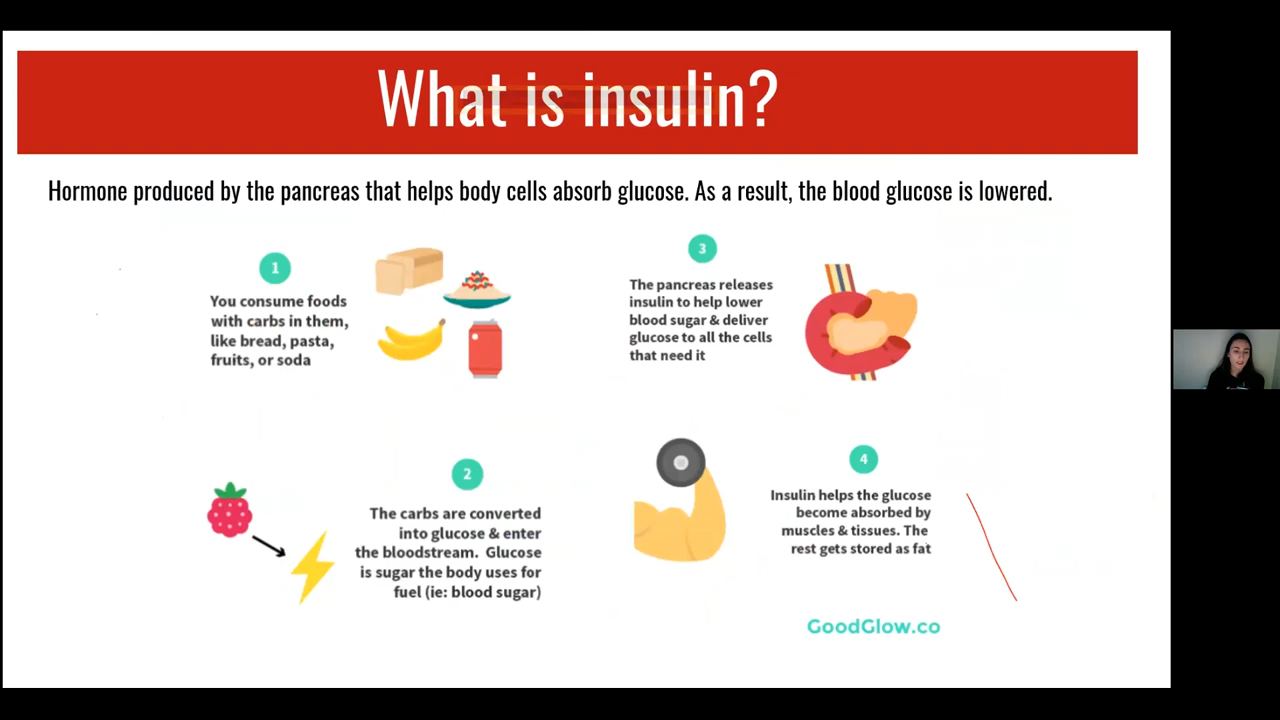 What is insulin?
Hormone produced by the pancreas that helps body cells absorb glucose. As a result, the blood glucose is lowered.
1
You consume foods
with carbs in them,
like bread, pasta,
fruits, or soda
2
The carbs are converted
into glucose & enter
the bloodstream. Glucose
is sugar the body uses for
fuel (ie: blood sugar)
3
The pancreas releases
insulin to help lower
blood sugar & deliver
glucose to all the cells
that need it
4
Insulin helps the glucose
become absorbed by
muscles & tissues. The
rest gets stored as fat
GoodGlow.co